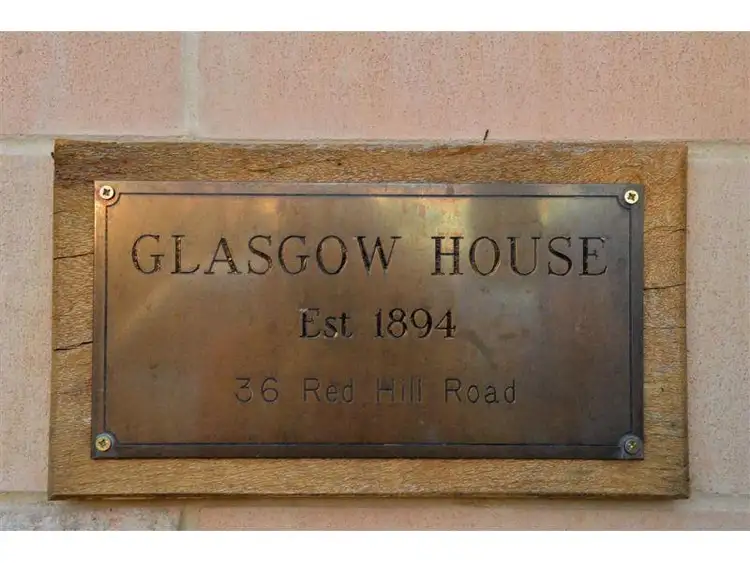 GLASGOW HOUSE
Est 1894
36 Red Hill Road